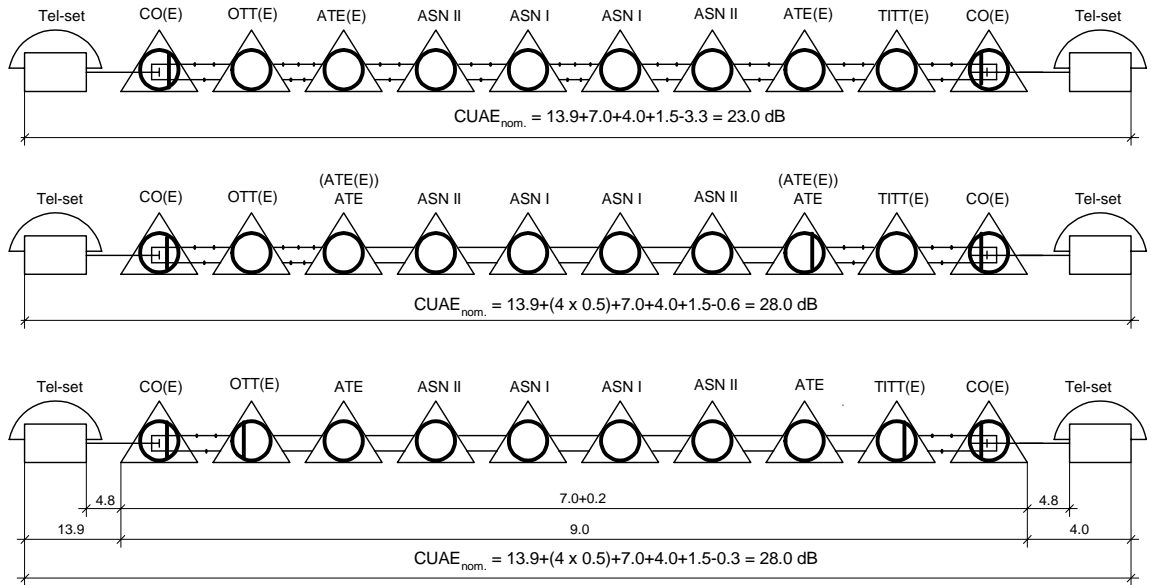 Tel-set CO(E) OTT(E) ATE(E) ASN II ASN I ASN I ASN II ATE(E) TITT(E) CO(E) Tel-set
CUAEnom. = 13.9+7.0+4.0+1.5-3.3 = 23.0 dB
(ATE(E)) (ATE(E))
Tel-set CO(E) OTT(E) ATE ASN II ASN I ASN I ASN II ATE TITT(E) CO(E) Tel-set
CUAEnom. = 13.9+(4 x 0.5)+7.0+4.0+1.5-0.6 = 28.0 dB
Tel-set CO(E) OTT(E) ATE ASN II ASN I ASN I ASN II ATE TITT(E) CO(E) Tel-set
4.8 7.0+0.2 4.8
13.9 9.0 4.0
CUAEnom. = 13.9+(4 x 0.5)+7.0+4.0+1.5-0.3 = 28.0 dB